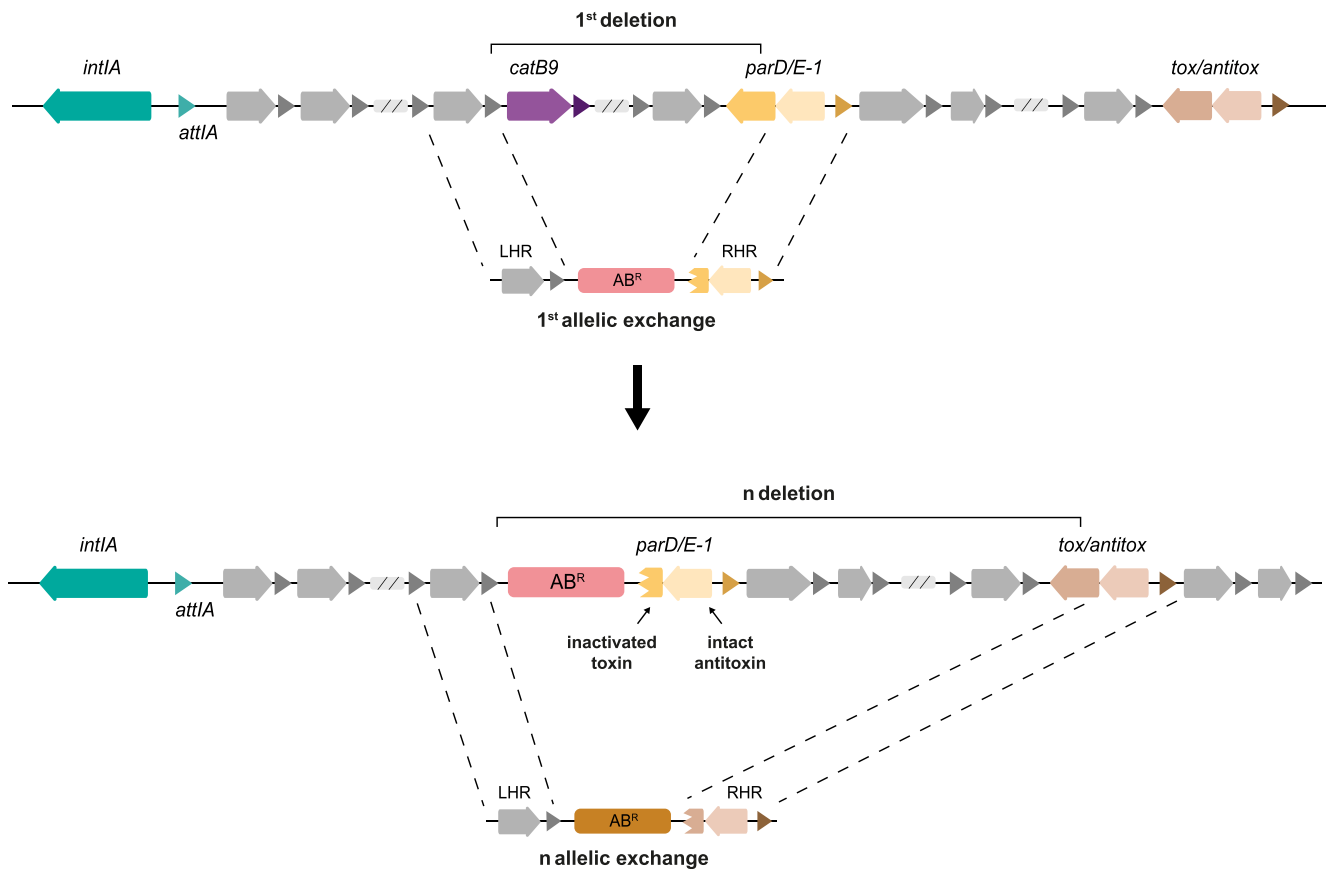 1st deletion
intIA
catB9
parD/E-1
tox/antitox
attIA
LHR
RHR
ABR
1st allelic exchange
n deletion
intIA
parD/E-1
tox/antitox
ABR
attIA
inactivated
toxin
intact
antitoxin
LHR
RHR
ABR
n allelic exchange